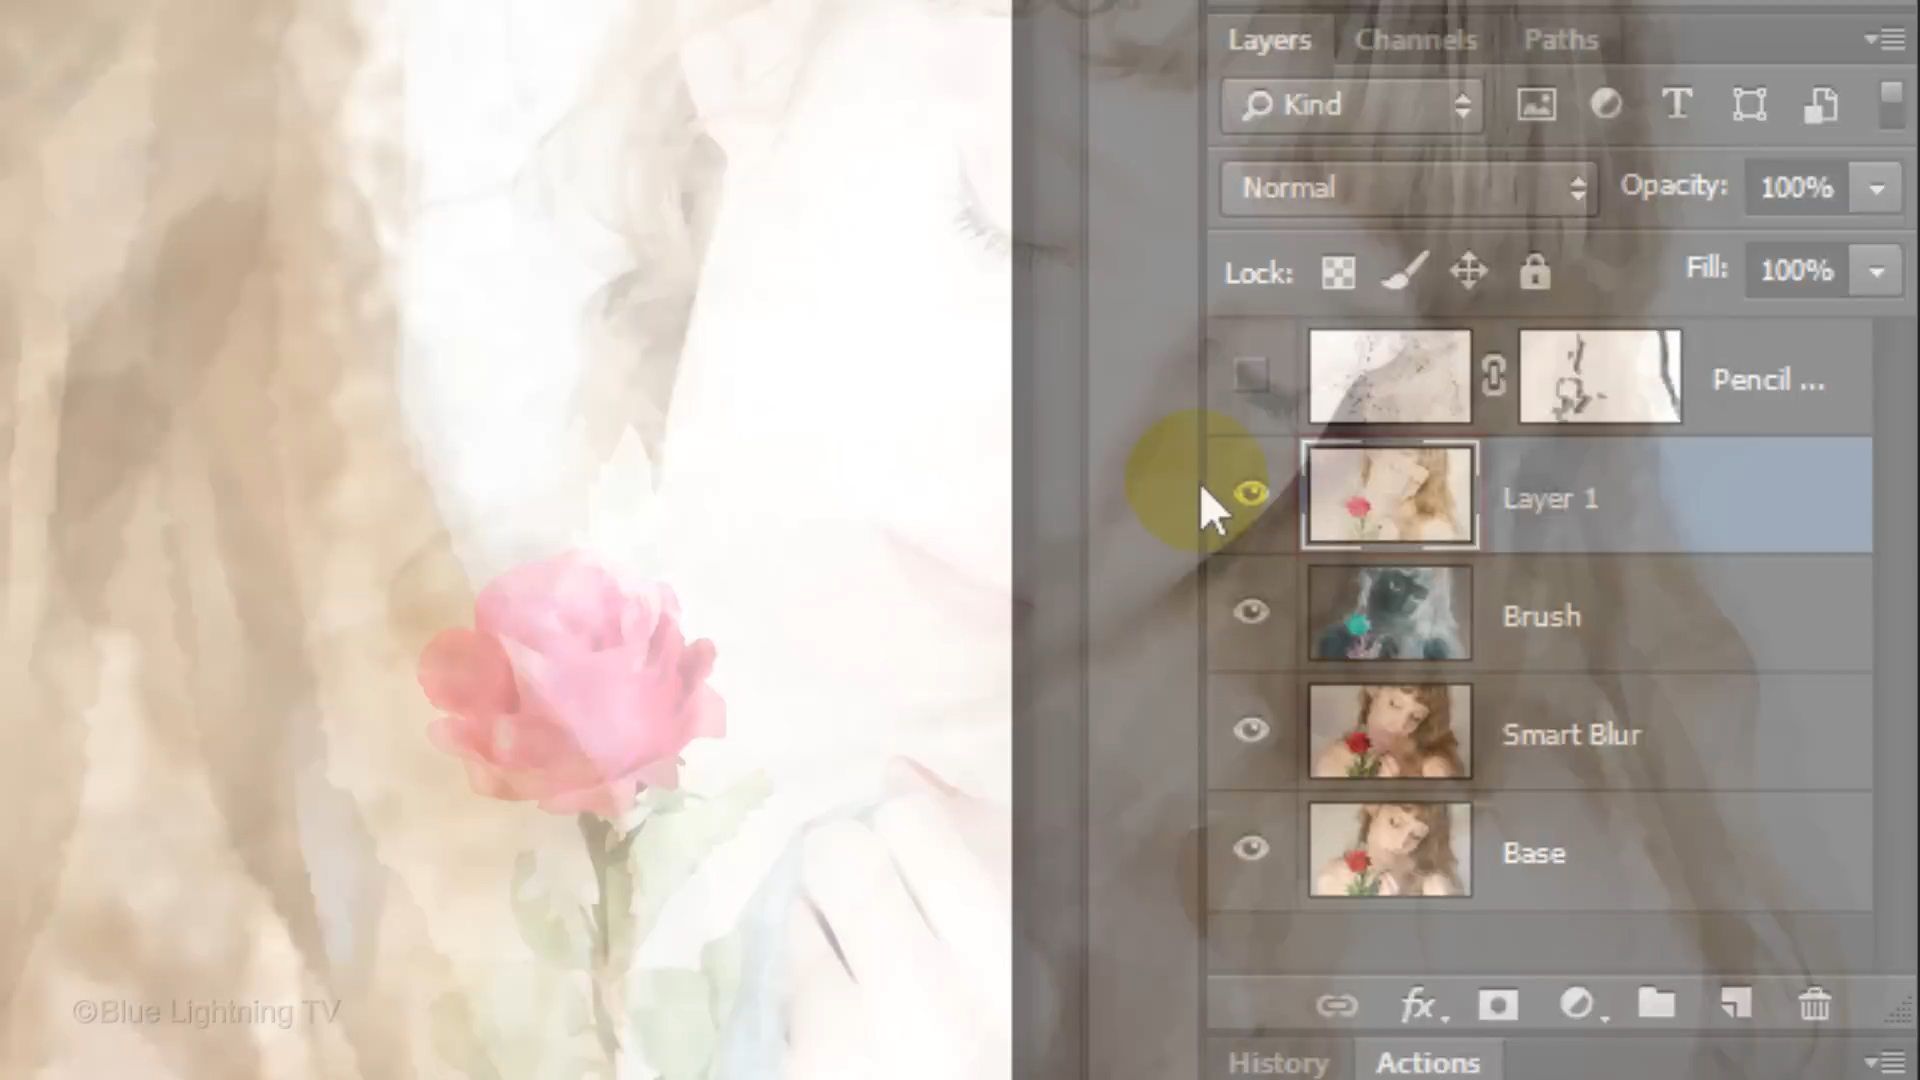 Layers Channels Paths
Kind
Normal Opacity: 100%
Lock: Fill: 100%
Pencil ...
Layer 1
Brush
Smart Blur
Base
fx
©Blue Lightning TV
History Actions